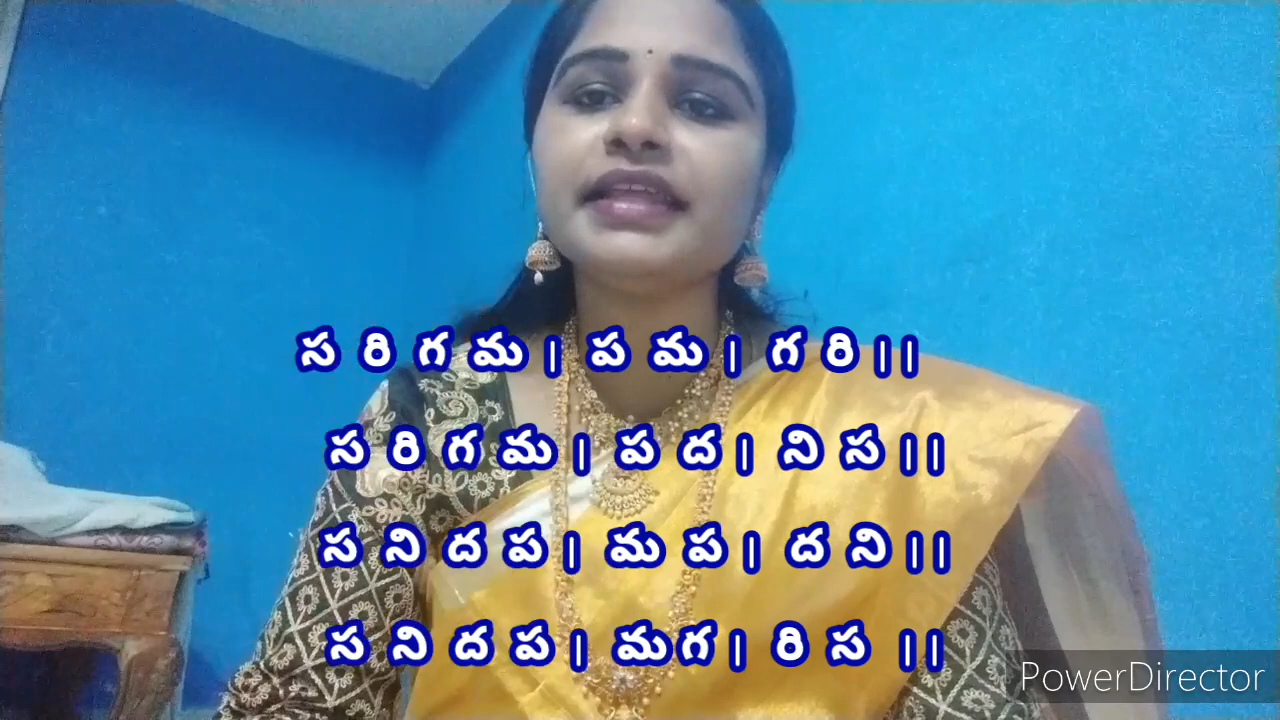 స రి గ మ | ప మ | గ రి ||
స రి గ మ | ప ద | ని స ||
స ని ద ప | మ ప | ద ని ||
స ని ద ప | మ గ | రి స ||
PowerDirector